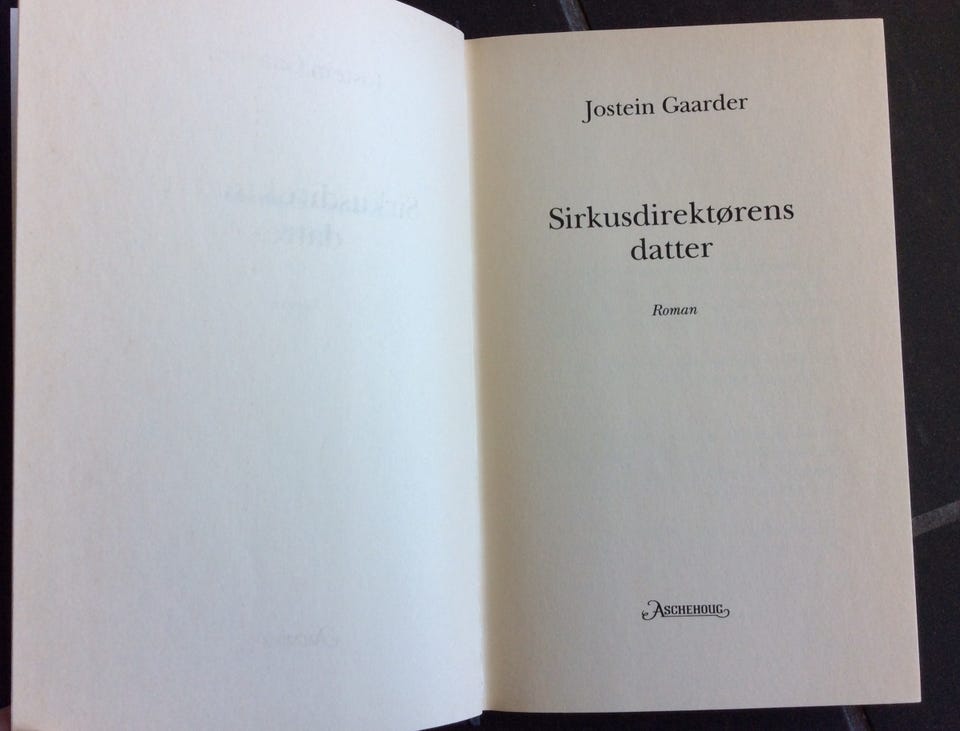 Jostein Gaarder
Sirkusdirektørens
datter
Roman
ASCHEHOUG